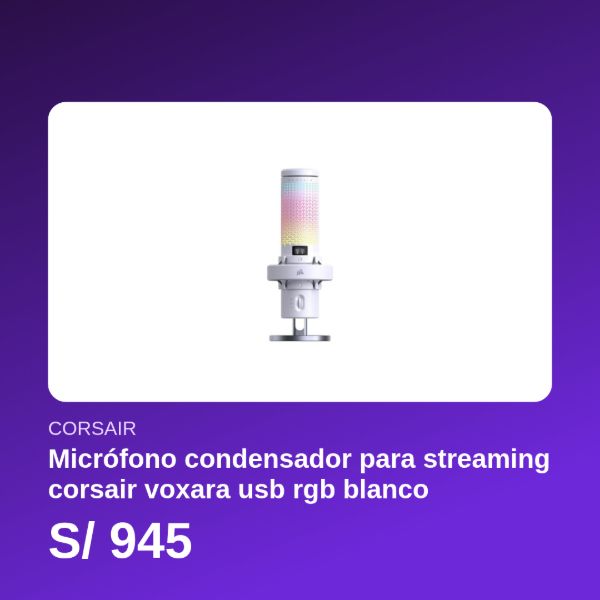 CORSAIR
Micrófono condensador para streaming
corsair voxara usb rgb blanco
S/ 945